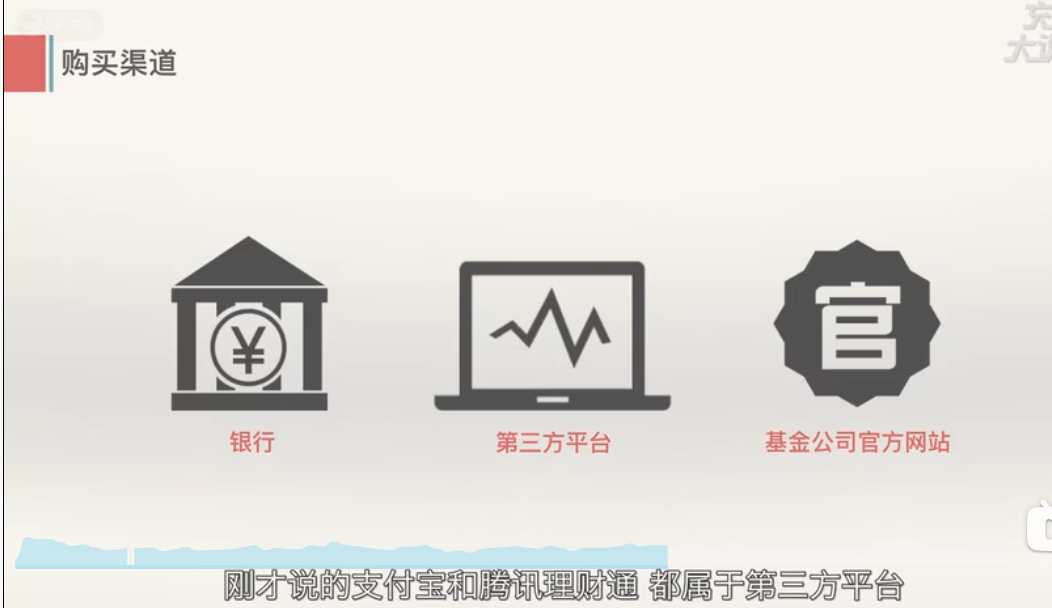 购买渠道
官
银行
第三方平台
基金公司官方网站
刚才说的支付宝和腾讯理财通 都属于第三方平台